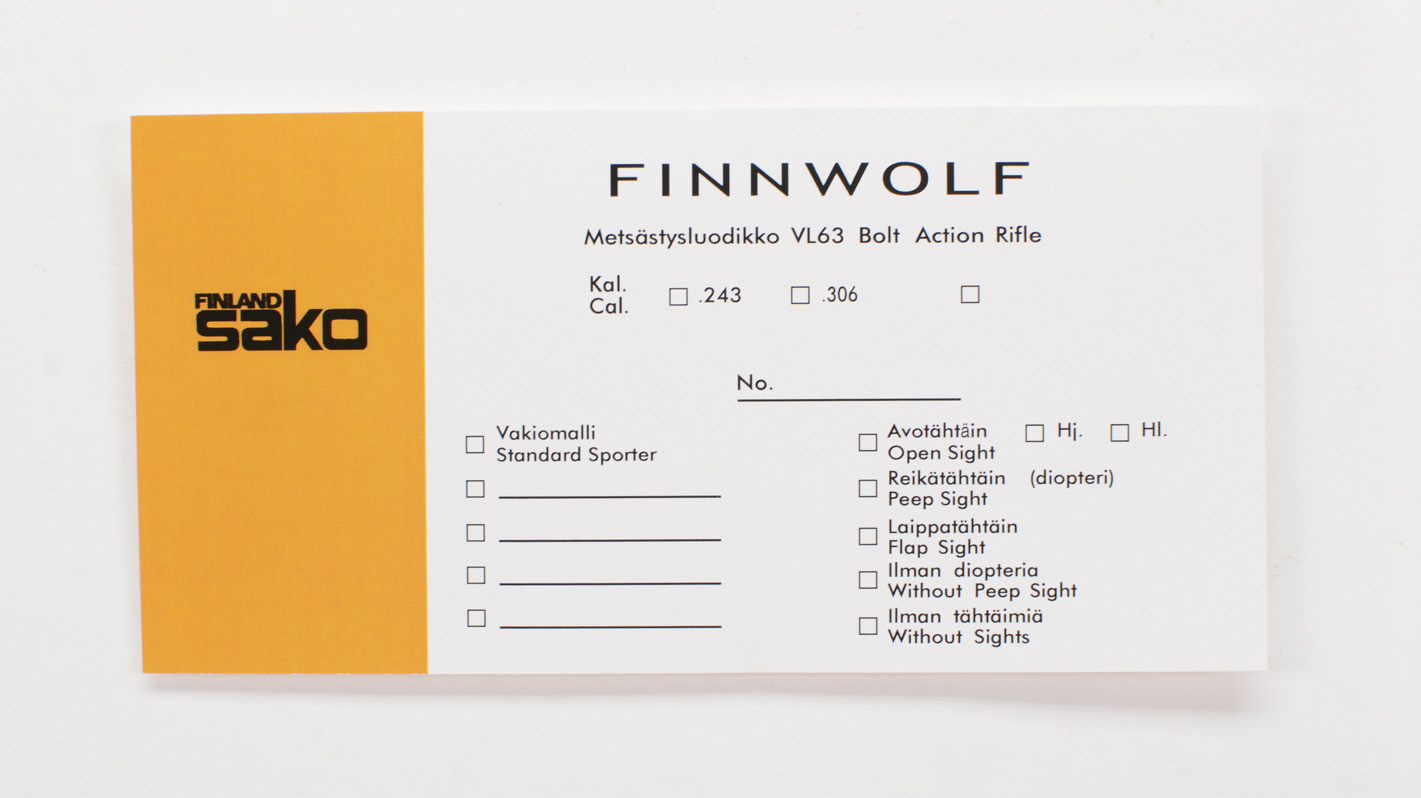 FINLAND
sako
FINNWOLF
Metsästysluodikko VL63 Bolt Action Rifle
Kal.
Cal.
.243
.306
No.
Vakiomalli
Standard Sporter
Avotähtäin
Open Sight
Hj.
Hl.
Reikätähtäin (diopteri)
Peep Sight
Laippatähtäin
Flap Sight
Ilman diopteria
Without Peep Sight
Ilman tähtäimiä
Without Sights